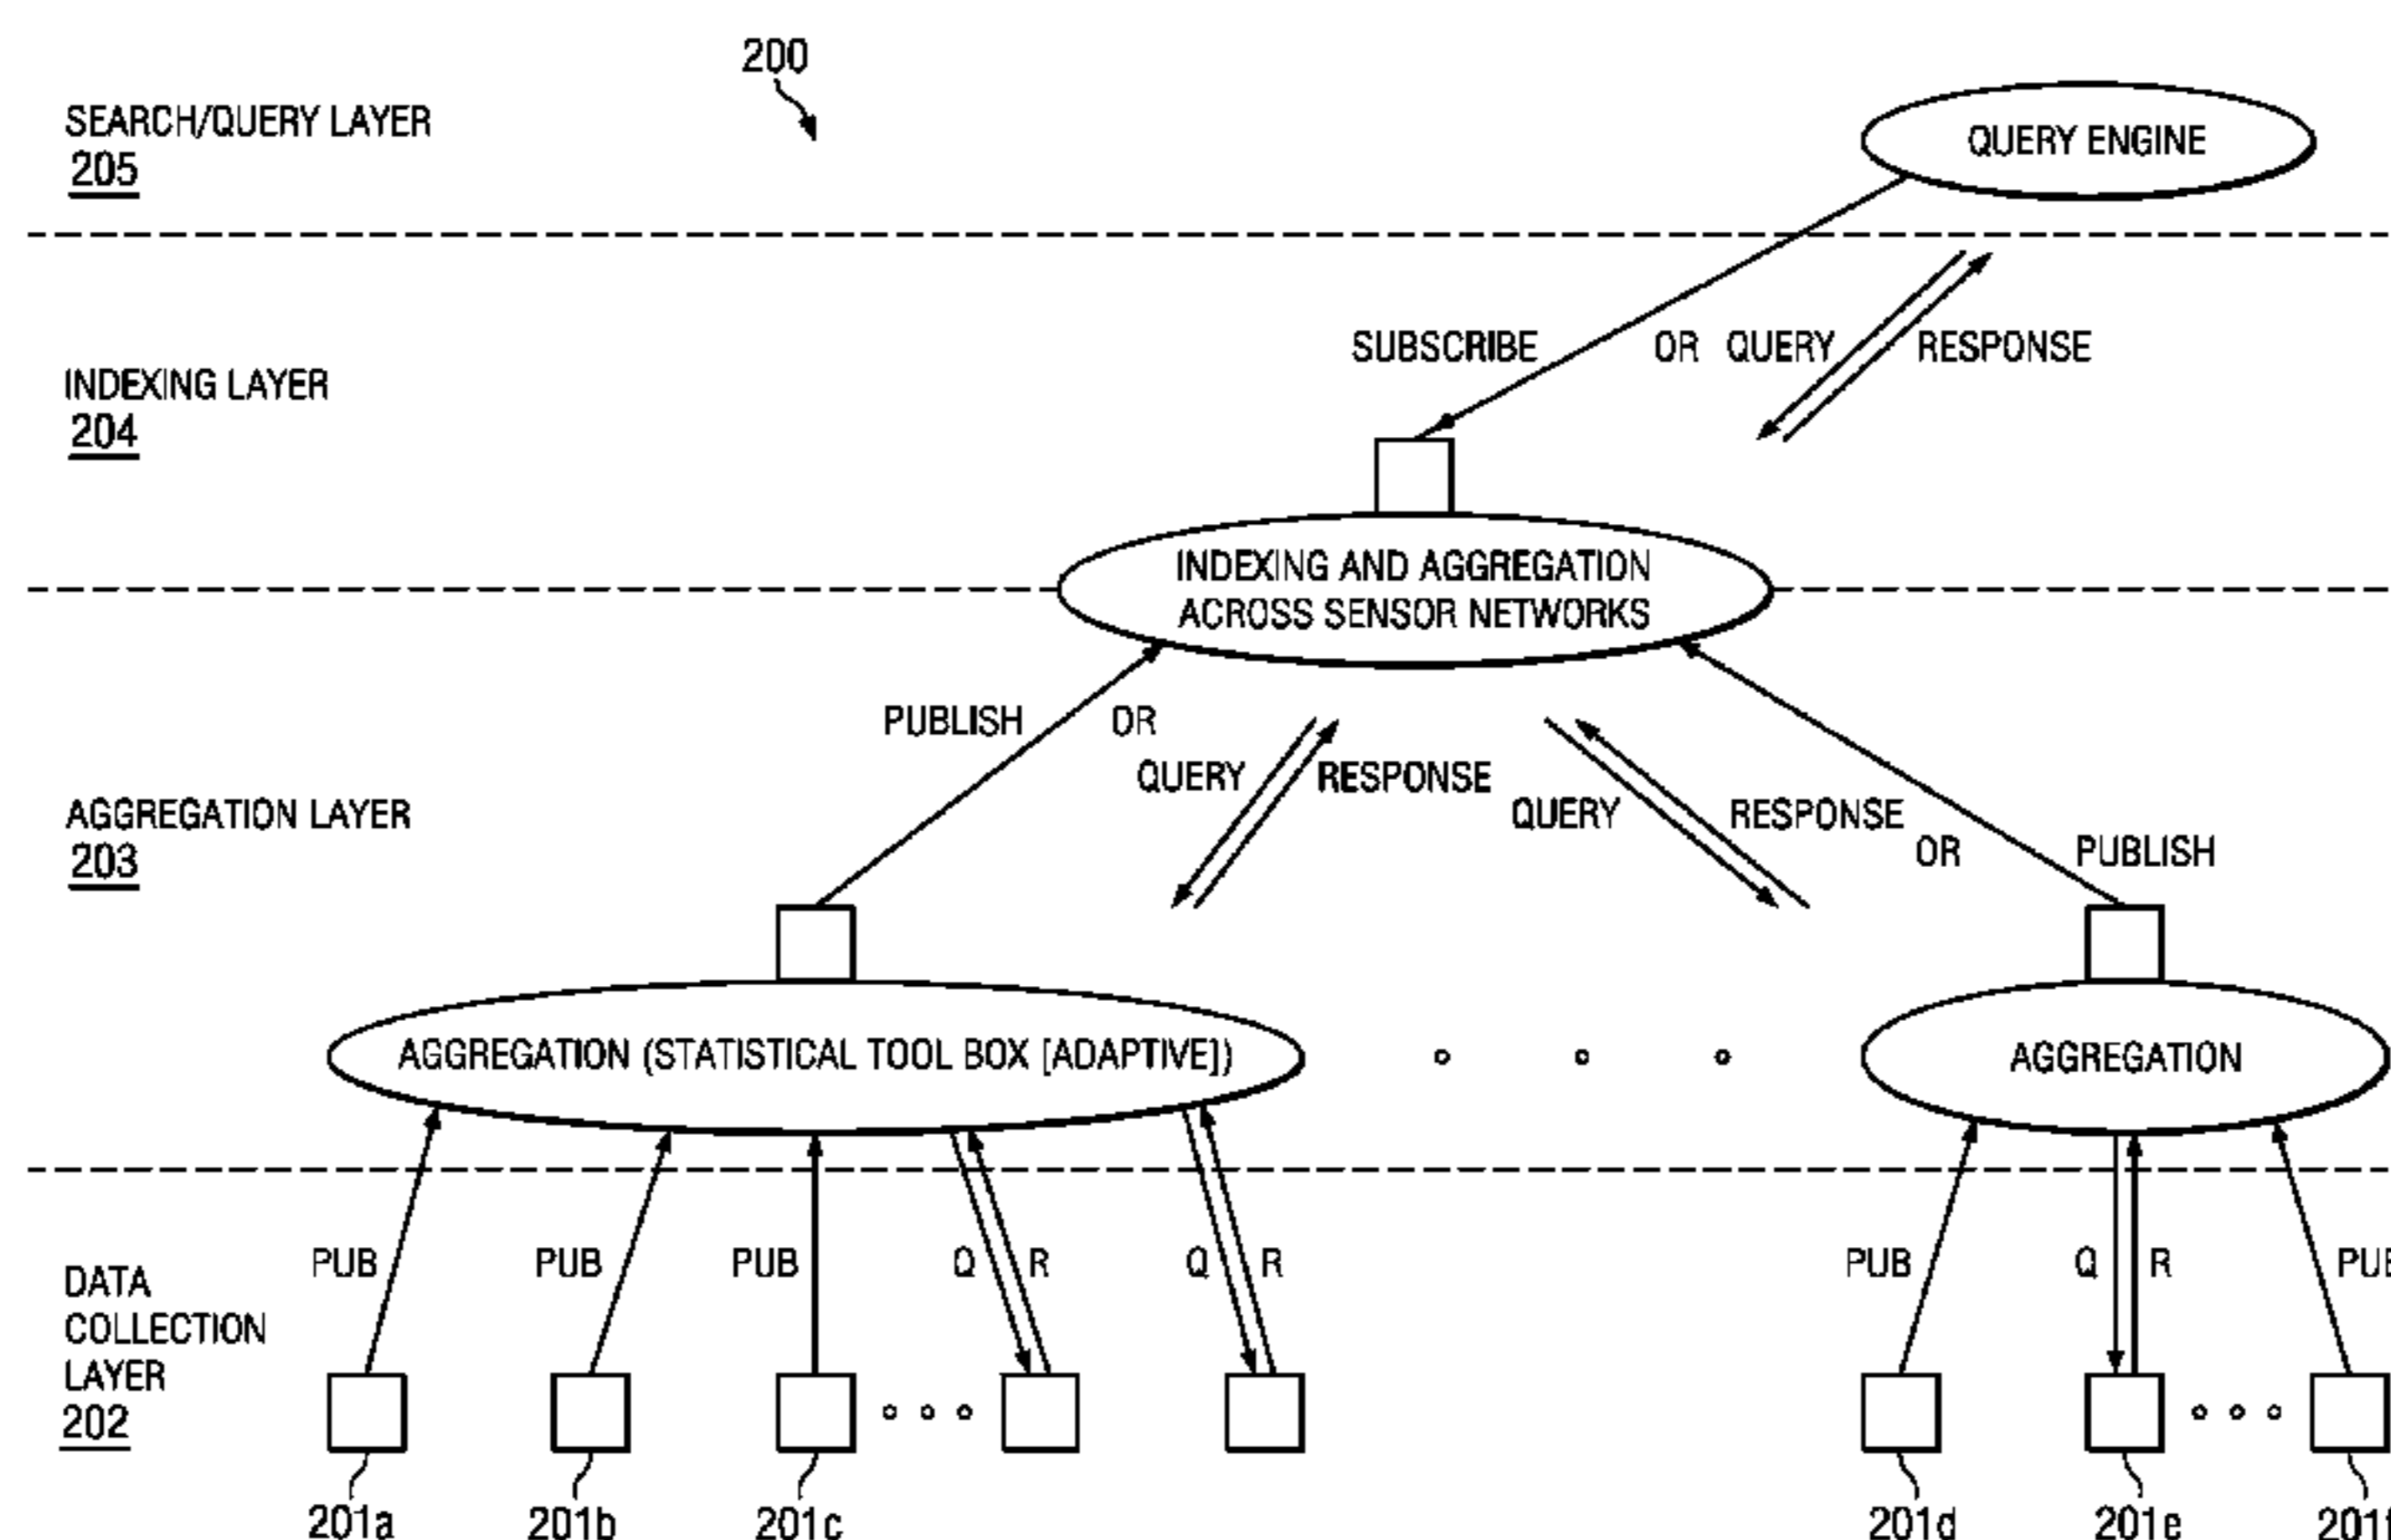 200
SEARCH/QUERY LAYER
205
QUERY ENGINE
SUBSCRIBE OR QUERY RESPONSE
INDEXING LAYER
204
INDEXING AND AGGREGATION
ACROSS SENSOR NETWORKS
PUBLISH OR
QUERY RESPONSE
QUERY RESPONSE
OR PUBLISH
AGGREGATION LAYER
203
AGGREGATION (STATISTICAL TOOL BOX [ADAPTIVE])
AGGREGATION
PUB PUB PUB Q R Q R PUB Q R
DATA
COLLECTION
LAYER
202
201a 201b 201c 201d 201e